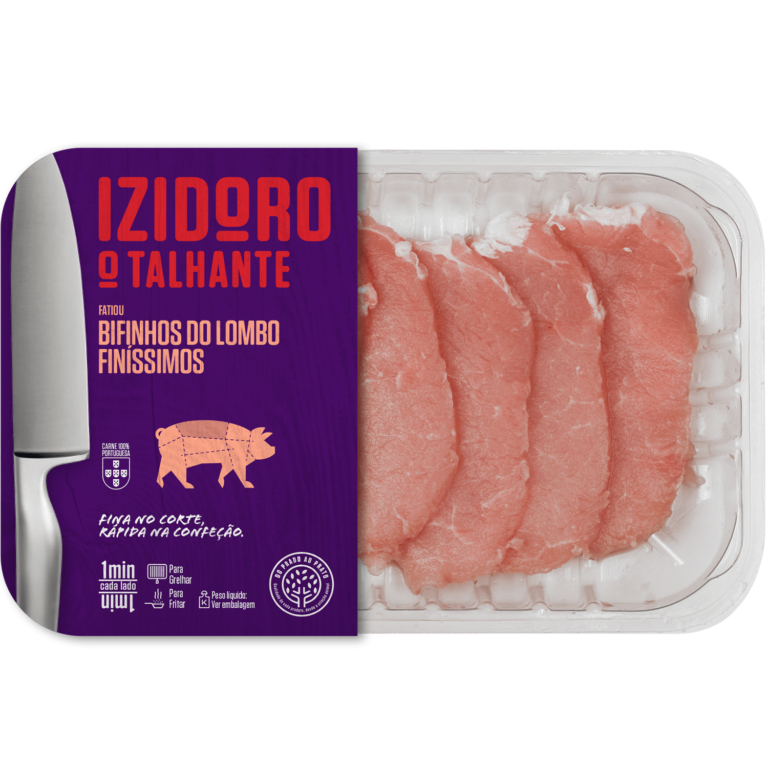 IZIDORO
O TALHANTE
FATIOU
BIFINHOS DO LOMBO
FINÍSSIMOS
CARNE 100%
PORTUGUESA
FINA NO CORTE,
RÁPIDA NA CONFEÇÃO.
1min
cada lado
1min
Para
Grelhar
Para
Fritar
Peso líquido:
Ver embalagem
DO PRADO AO PRATO